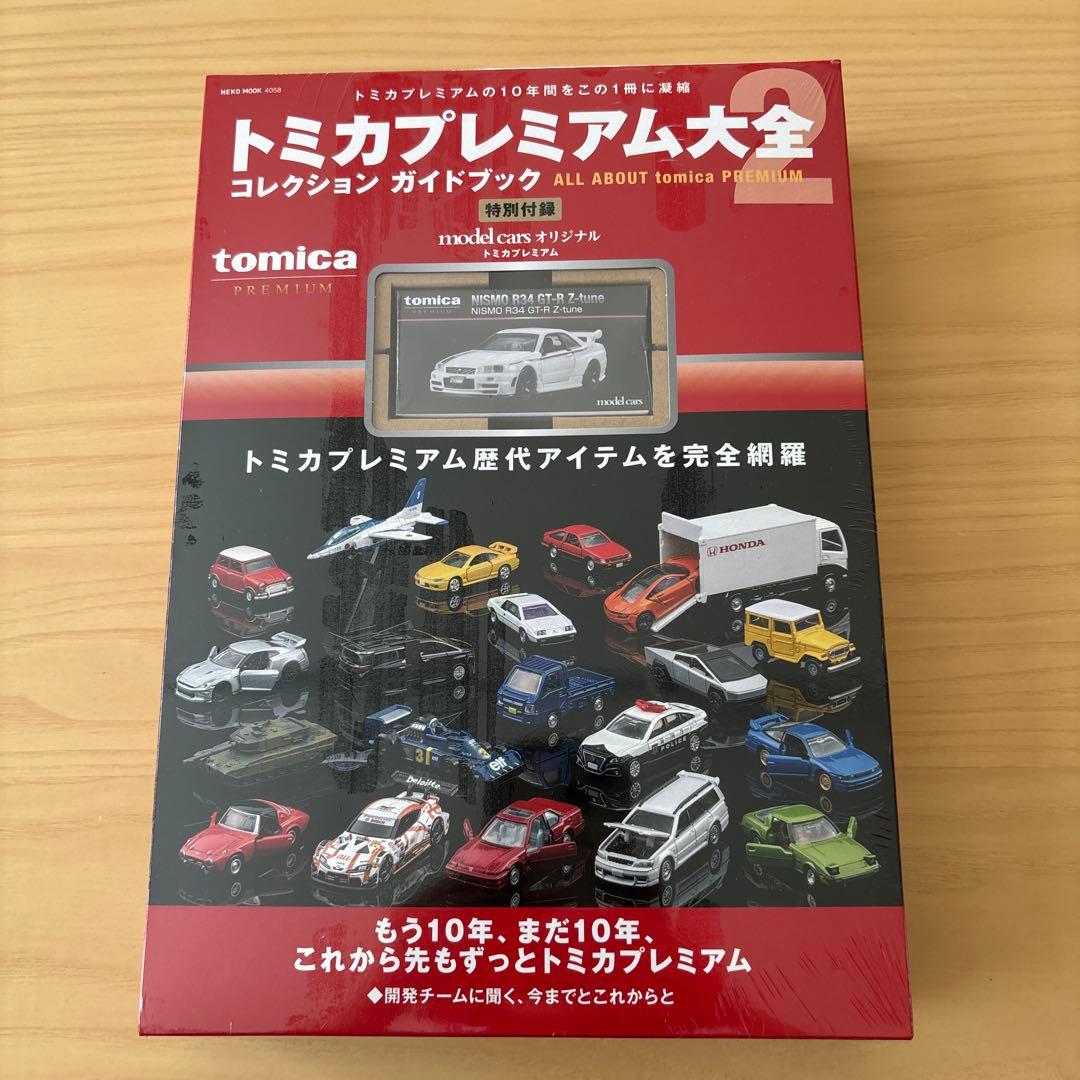 NEKO MOOK 4058
トミカプレミアムの10年間をこの1冊に凝縮
2
トミカプレミアム大全
コレクション ガイドブック ALL ABOUT tomica PREMIUM
特別付録
model cars オリジナル
トミカプレミアム
tomica
PREMIUM
tomica NISMO R34 GT-R Z-tune
PREMIUM NISMO R34 GT-R Z-tune
model cars
トミカプレミアム歴代アイテムを完全網羅
1
HONDA
POLICE
31
elf
Deloitte.
au
もう10年、まだ10年、
これから先もずっとトミカプレミアム
◆開発チームに聞く、今までとこれからと